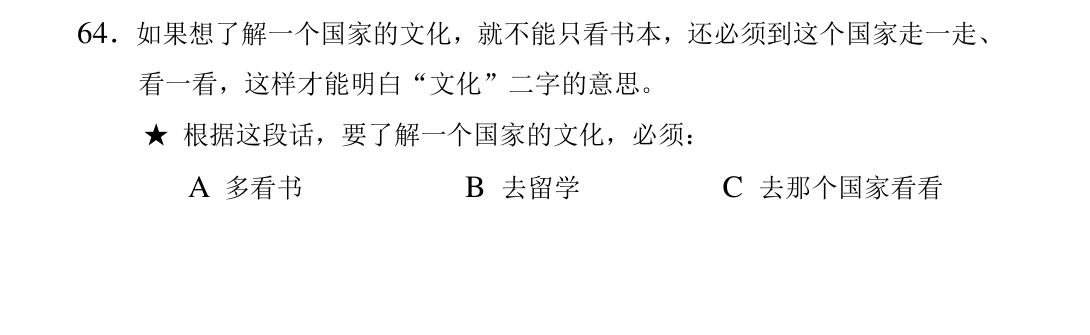 64．如果想了解一个国家的文化，就不能只看书本，还必须到这个国家走一走、
看一看，这样才能明白“文化”二字的意思。
★ 根据这段话，要了解一个国家的文化，必须：
A 多看书 B 去留学 C 去那个国家看看